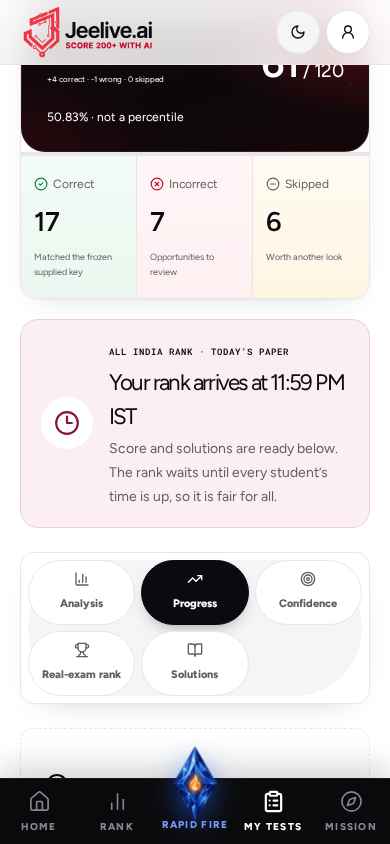 Jeelive.ai
SCORE 200+ WITH AI
+4 correct · -1 wrong · 0 skipped
61 / 120
50.83% · not a percentile
Correct
17
Matched the frozen
supplied key
Incorrect
7
Opportunities to
review
Skipped
6
Worth another look
ALL INDIA RANK · TODAY'S PAPER
Your rank arrives at 11:59 PM
IST
Score and solutions are ready below.
The rank waits until every student's
time is up, so it is fair for all.
Analysis
Progress
Confidence
Real-exam rank
Solutions
HOME
RANK
RAPID FIRE
MY TESTS
MISSION